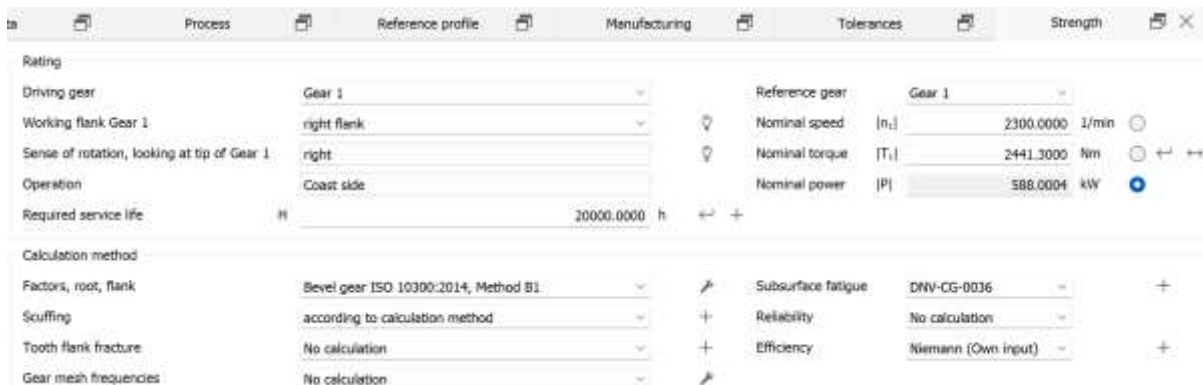 ta Process Reference profile Manufacturing Tolerances Strength
Rating
Driving gear Gear 1 Reference gear Gear 1
Working flank Gear 1 right flank Nominal speed |n₁| 2300.0000 1/min
Sense of rotation, looking at tip of Gear 1 right Nominal torque |T₁| 2441.3000 Nm
Operation Coast side Nominal power |P| 588.0004 kW
Required service life H 20000.0000 h
Calculation method
Factors, root, flank Bevel gear ISO 10300:2014, Method B1 Subsurface fatigue DNV-CG-0036
Scuffing according to calculation method Reliability No calculation
Tooth flank fracture No calculation Efficiency Niemann (Own input)
Gear mesh frequencies No calculation